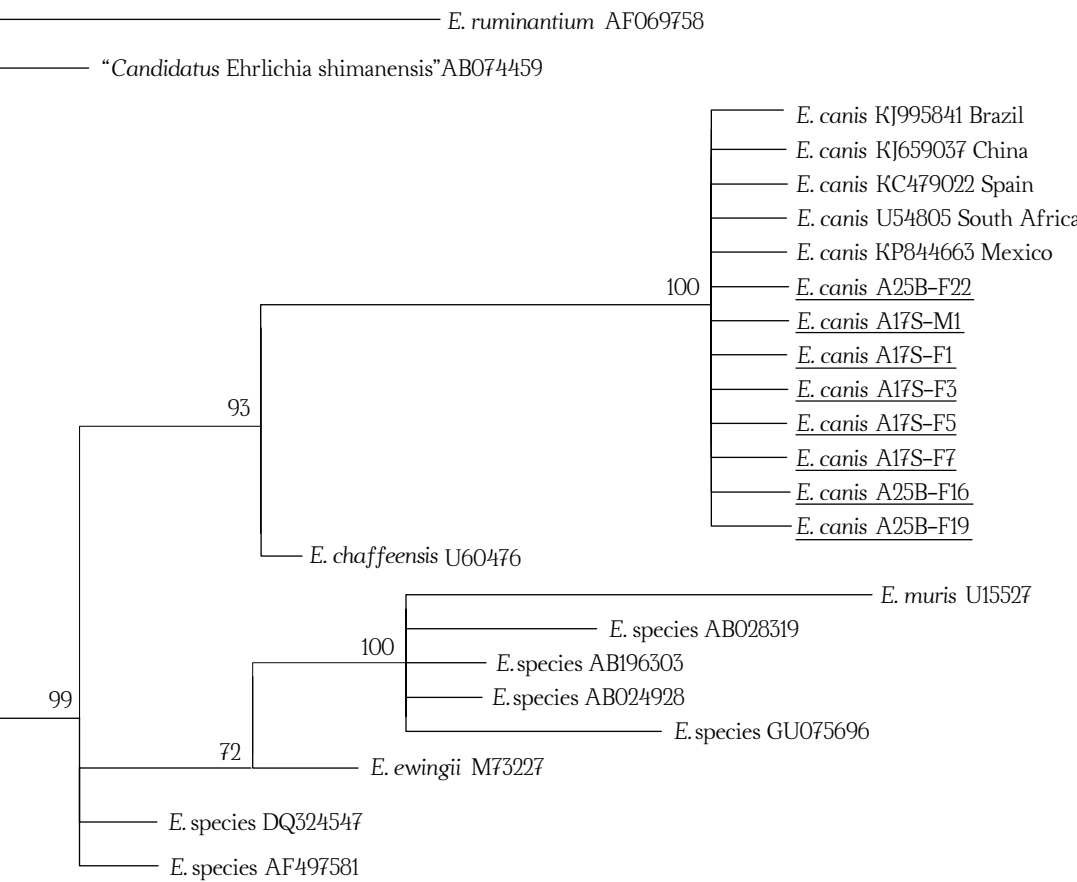 E. ruminantium AF069758
“Candidatus Ehrlichia shimanensis”AB074459
E. canis KJ995841 Brazil
E. canis KJ659037 China
E. canis KC479022 Spain
E. canis U54805 South Africa
E. canis KP844663 Mexico
100
E. canis A25B-F22
E. canis A17S-M1
E. canis A17S-F1
E. canis A17S-F3
93
E. canis A17S-F5
E. canis A17S-F7
E. canis A25B-F16
E. canis A25B-F19
E. chaffeensis U60476
E. muris U15527
E. species AB028319
100
E. species AB196303
99
E. species AB024928
E. species GU075696
72
E. ewingii M73227
E. species DQ324547
E. species AF497581